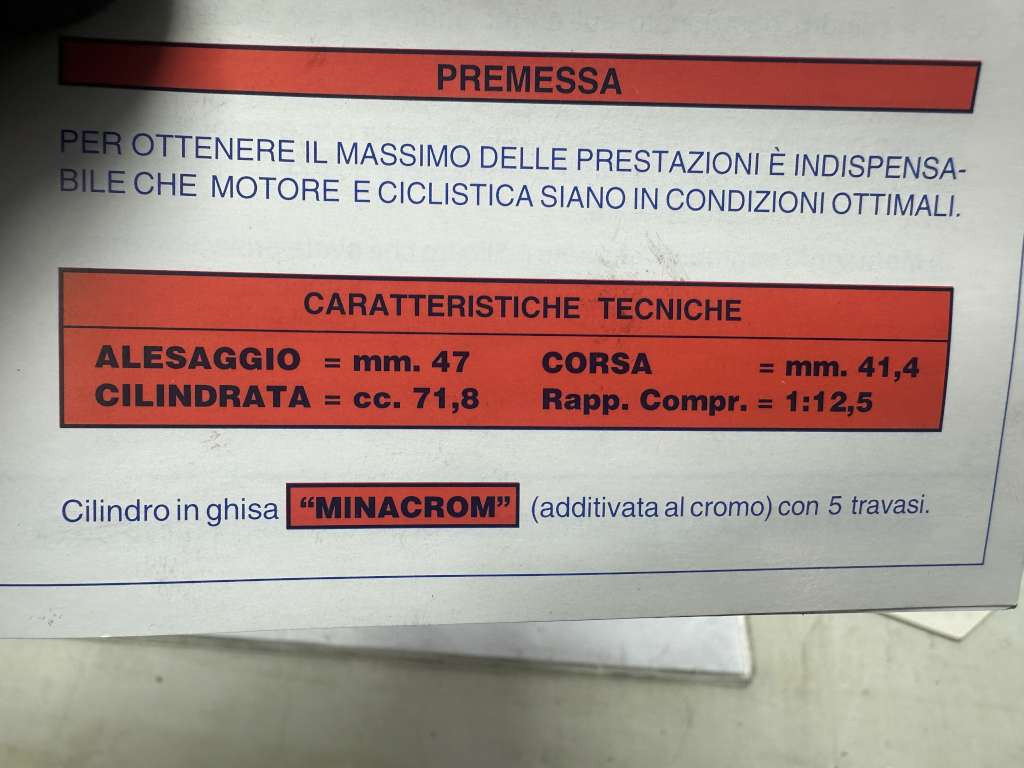 PREMESSA
PER OTTENERE IL MASSIMO DELLE PRESTAZIONI È INDISPENSA-
BILE CHE MOTORE E CICLISTICA SIANO IN CONDIZIONI OTTIMALI.
CARATTERISTICHE TECNICHE
ALESAGGIO = mm. 47 CORSA = mm. 41,4
CILINDRATA = cc. 71,8 Rapp. Compr. = 1:12,5
Cilindro in ghisa “MINACROM” (additivata al cromo) con 5 travasi.